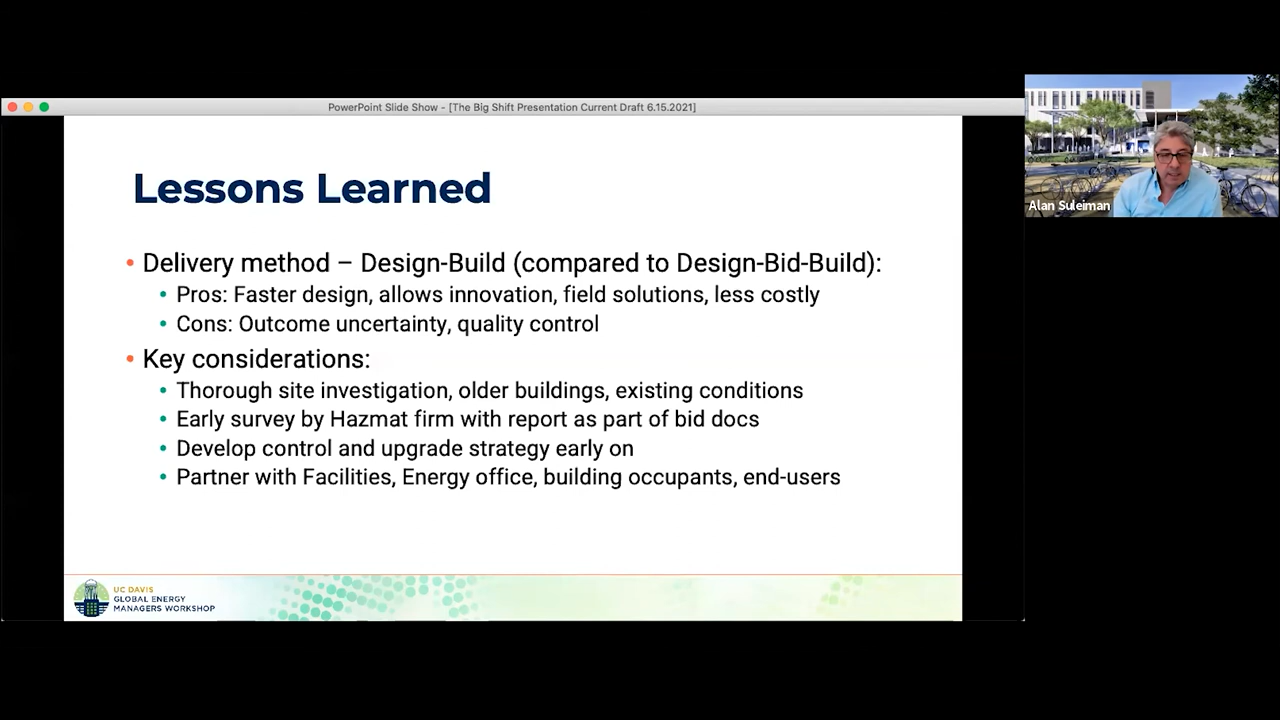 PowerPoint Slide Show - [The Big Shift Presentation Current Draft 6.15.2021]
Lessons Learned
• Delivery method – Design-Build (compared to Design-Bid-Build):
• Pros: Faster design, allows innovation, field solutions, less costly
• Cons: Outcome uncertainty, quality control
• Key considerations:
• Thorough site investigation, older buildings, existing conditions
• Early survey by Hazmat firm with report as part of bid docs
• Develop control and upgrade strategy early on
• Partner with Facilities, Energy office, building occupants, end-users
UC DAVIS
GLOBAL ENERGY
MANAGERS WORKSHOP
Alan Suleiman